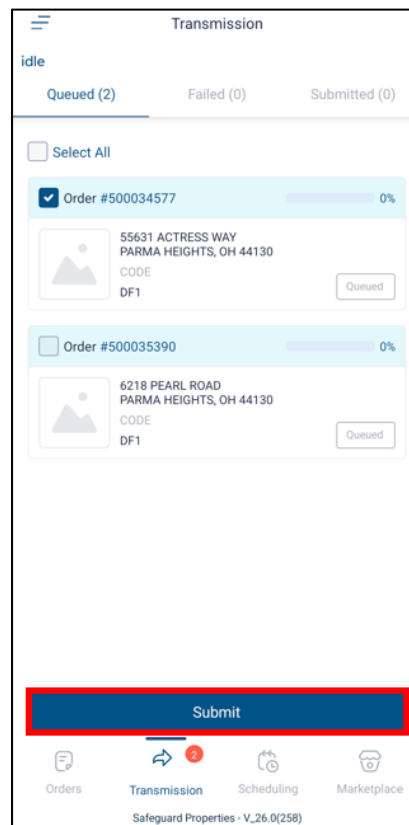 Transmission
idle
Queued (2)
Failed (0)
Submitted (0)
Select All
Order #500034577
0%
55631 ACTRESS WAY
PARMA HEIGHTS, OH 44130
CODE
DF1
Queued
Order #500035390
0%
6218 PEARL ROAD
PARMA HEIGHTS, OH 44130
CODE
DF1
Queued
Submit
2
Orders
Transmission
Scheduling
Marketplace
Safeguard Properties - V_26.0(258)